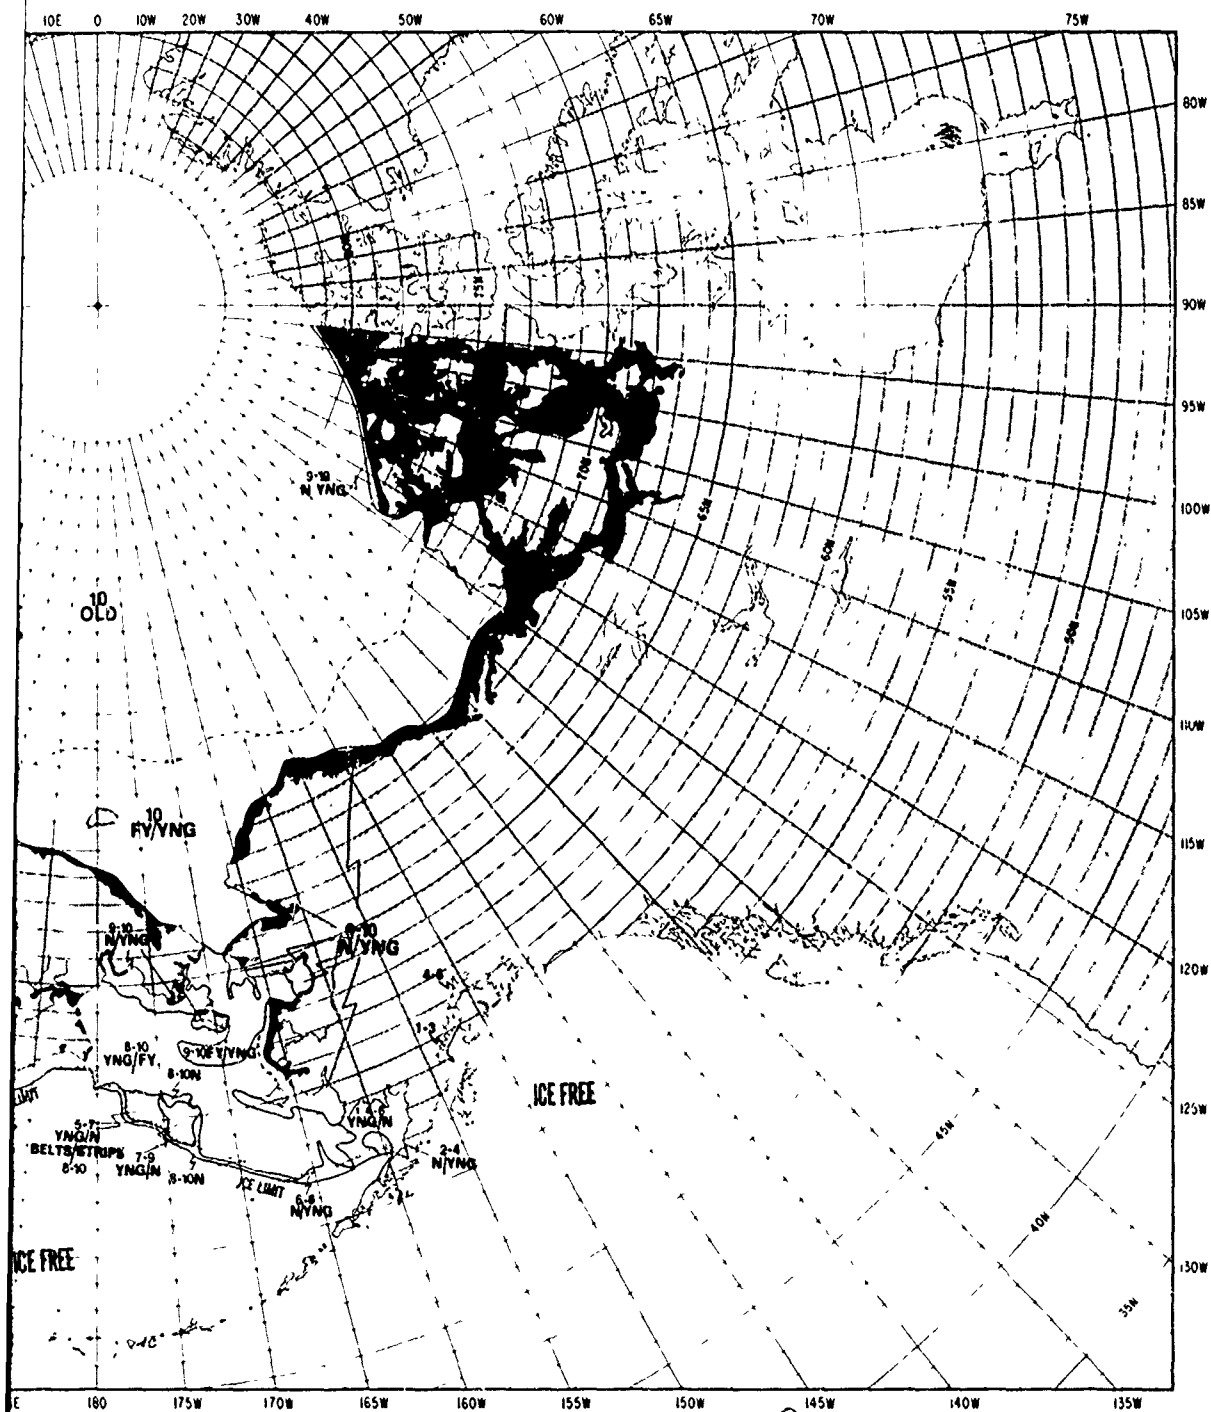 10E 0 10W 20W 30W 40W 50W 60W 65W 70W 75W
80W
85W
75N
90W
95W
70N
9-10
N YNG
100W
65N
60N
55N
50N
105W
10
OLD
110W
10
FY/YNG
115W
9-10
N/YNG
N/YNG
120W
4-6
1-3
8-10
YNG/FY
9-10FY/YNG
8-10N
ICE FREE
125W
45N
5-7
YNG/N
BELTS/STRIPS
8-10
YNG/N
7-9
YNG/N
8-10N
2-4
N/YNG
ICE LIMIT
6-8
N/YNG
40N
ICE FREE
130W
35N
E 180 175W 170W 165W 160W 155W 150W 145W 140W 135W